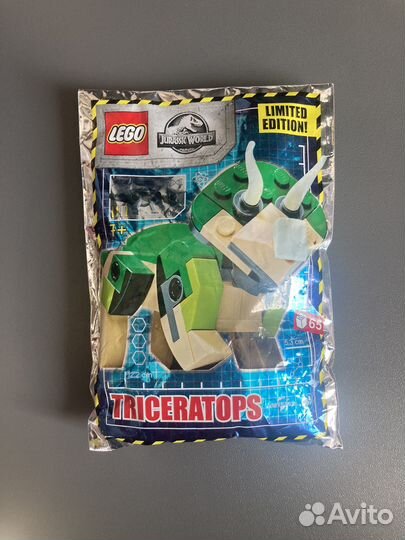 LEGO
JURASSIC WORLD
LIMITED
EDITION!
7+
65
5.3 cm
12.2 cm
TRICERATOPS
Avito